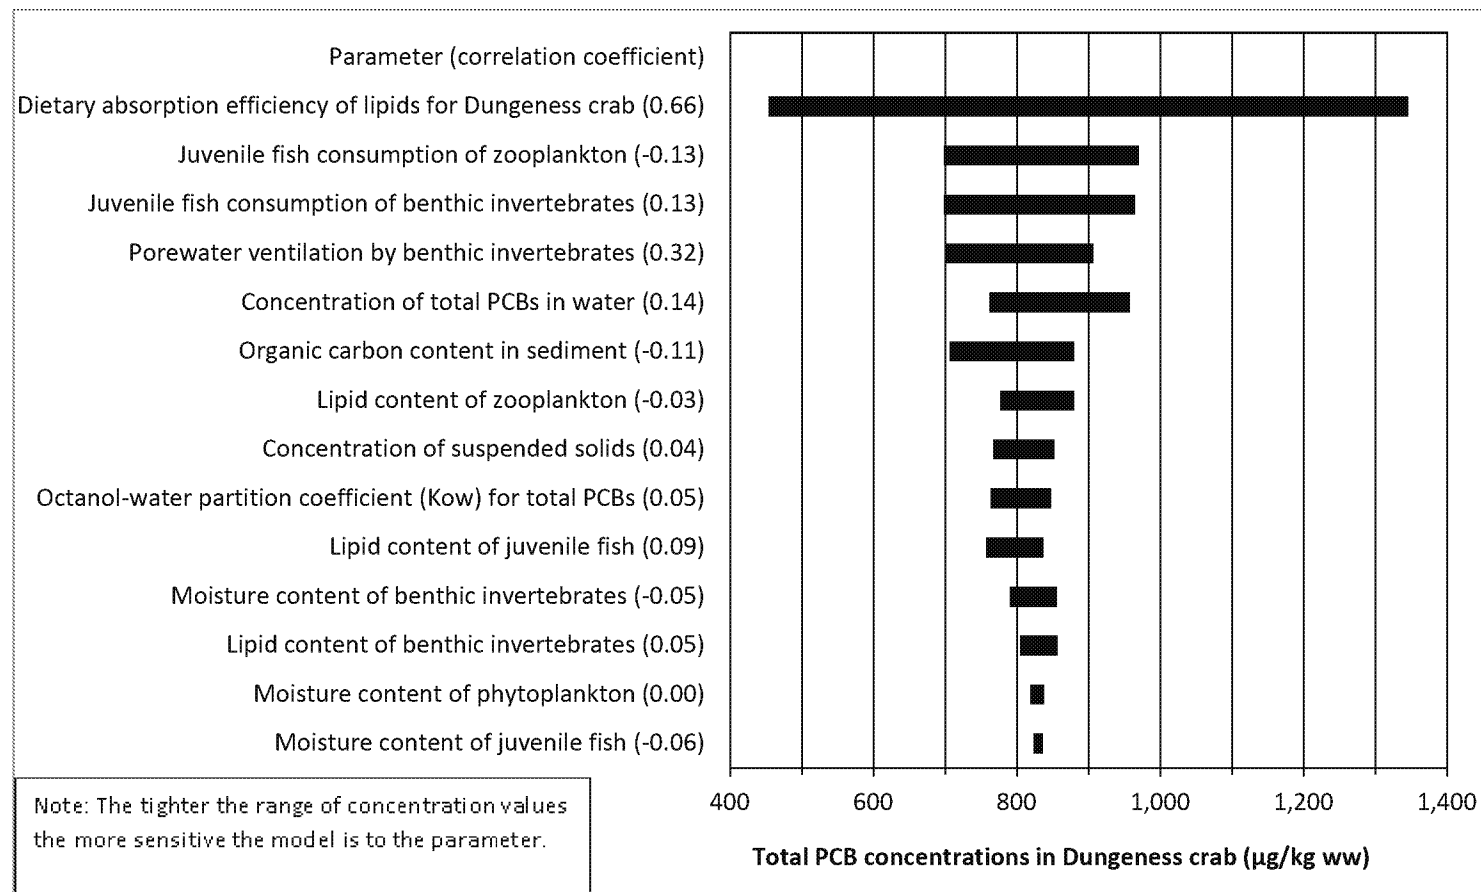 Parameter (correlation coefficient)
Dietary absorption efficiency of lipids for Dungeness crab (0.66)
Juvenile fish consumption of zooplankton (-0.13)
Juvenile fish consumption of benthic invertebrates (0.13)
Porewater ventilation by benthic invertebrates (0.32)
Concentration of total PCBs in water (0.14)
Organic carbon content in sediment (-0.11)
Lipid content of zooplankton (-0.03)
Concentration of suspended solids (0.04)
Octanol-water partition coefficient (Kow) for total PCBs (0.05)
Lipid content of juvenile fish (0.09)
Moisture content of benthic invertebrates (-0.05)
Lipid content of benthic invertebrates (0.05)
Moisture content of phytoplankton (0.00)
Moisture content of juvenile fish (-0.06)
400 600 800 1,000 1,200 1,400
Total PCB concentrations in Dungeness crab (µg/kg ww)
Note: The tighter the range of concentration values
the more sensitive the model is to the parameter.